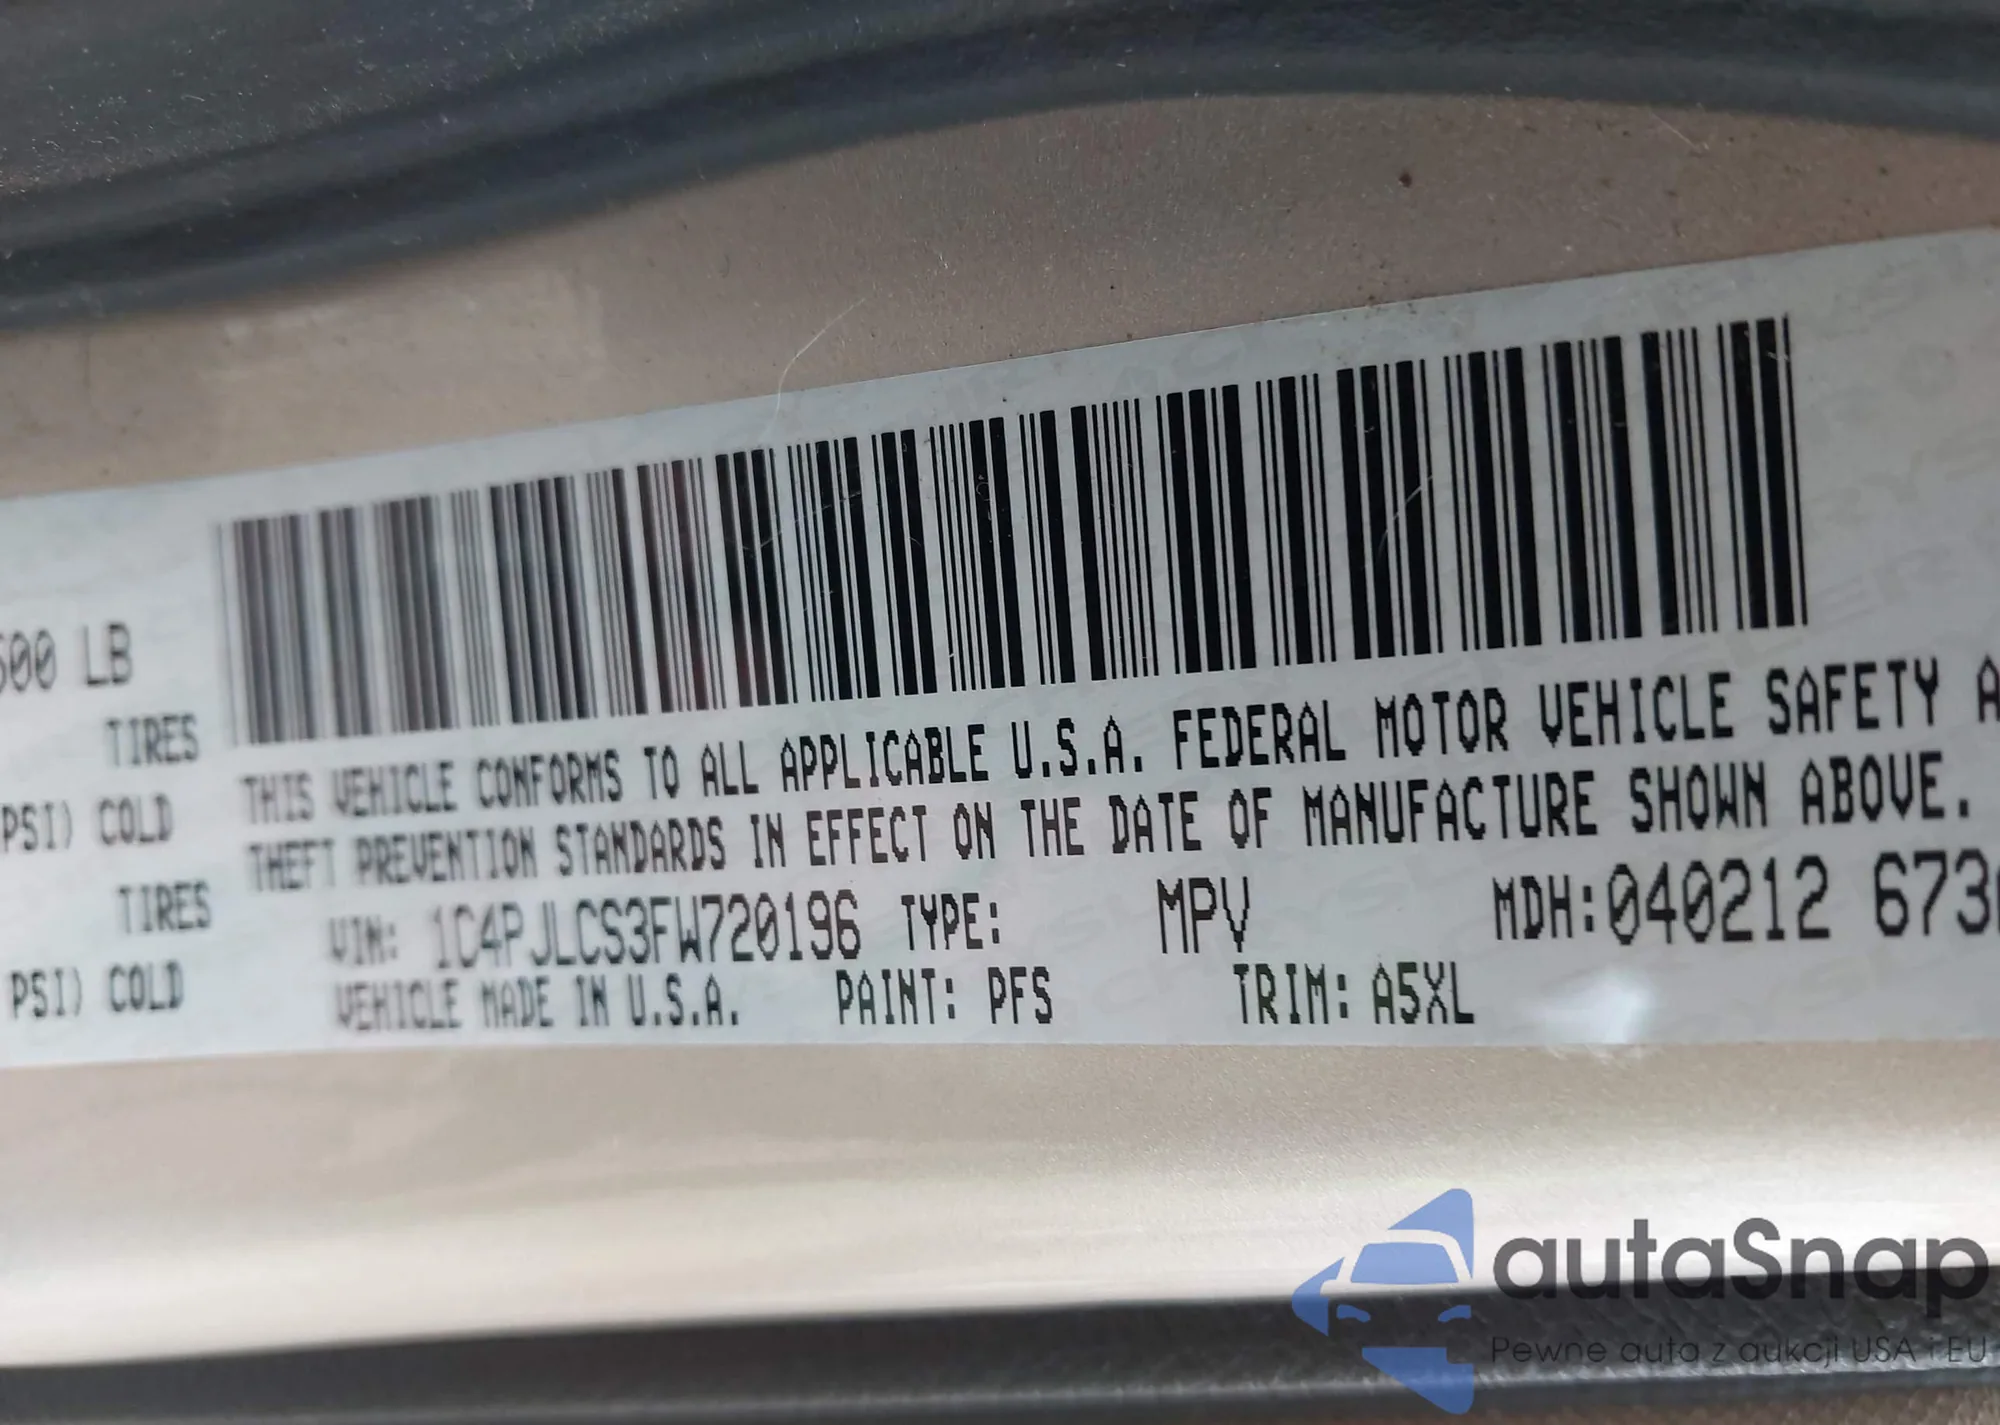 600 LB
TIRES
PSI) COLD
TIRES
PSI) COLD
THIS VEHICLE CONFORMS TO ALL APPLICABLE U.S.A. FEDERAL MOTOR VEHICLE SAFETY A
THEFT PREVENTION STANDARDS IN EFFECT ON THE DATE OF MANUFACTURE SHOWN ABOVE.
VIN: 1C4PJLCS3FW720196 TYPE: MPV MDH:040212 673
VEHICLE MADE IN U.S.A. PAINT: PFS TRIM: A5XL
autaSnap
Pewne auta z aukcji USA i EU